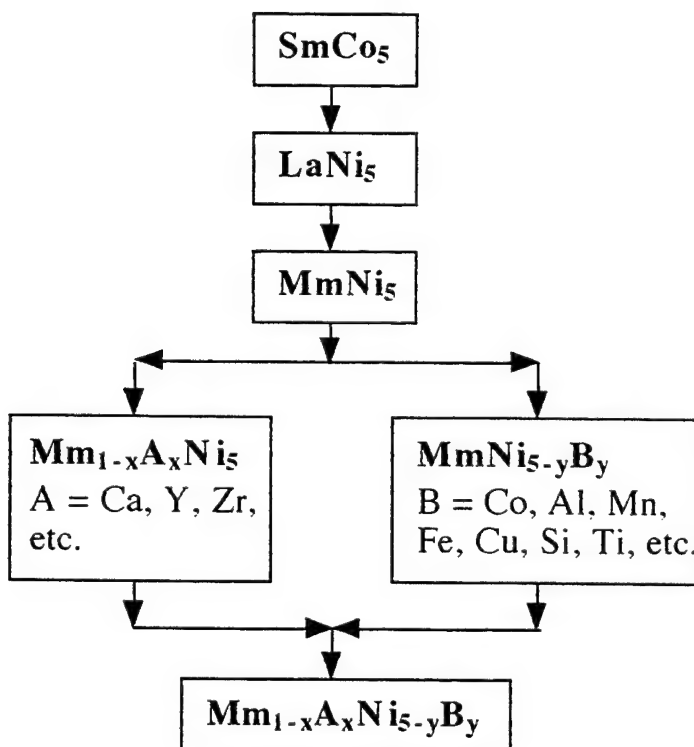 SmCo₅
LaNi₅
MmNi₅
Mm₁₋ₓAₓNi₅
A = Ca, Y, Zr,
etc.
MmNi₅₋yBy
B = Co, Al, Mn,
Fe, Cu, Si, Ti, etc.
Mm₁₋ₓAₓNi₅₋yBy